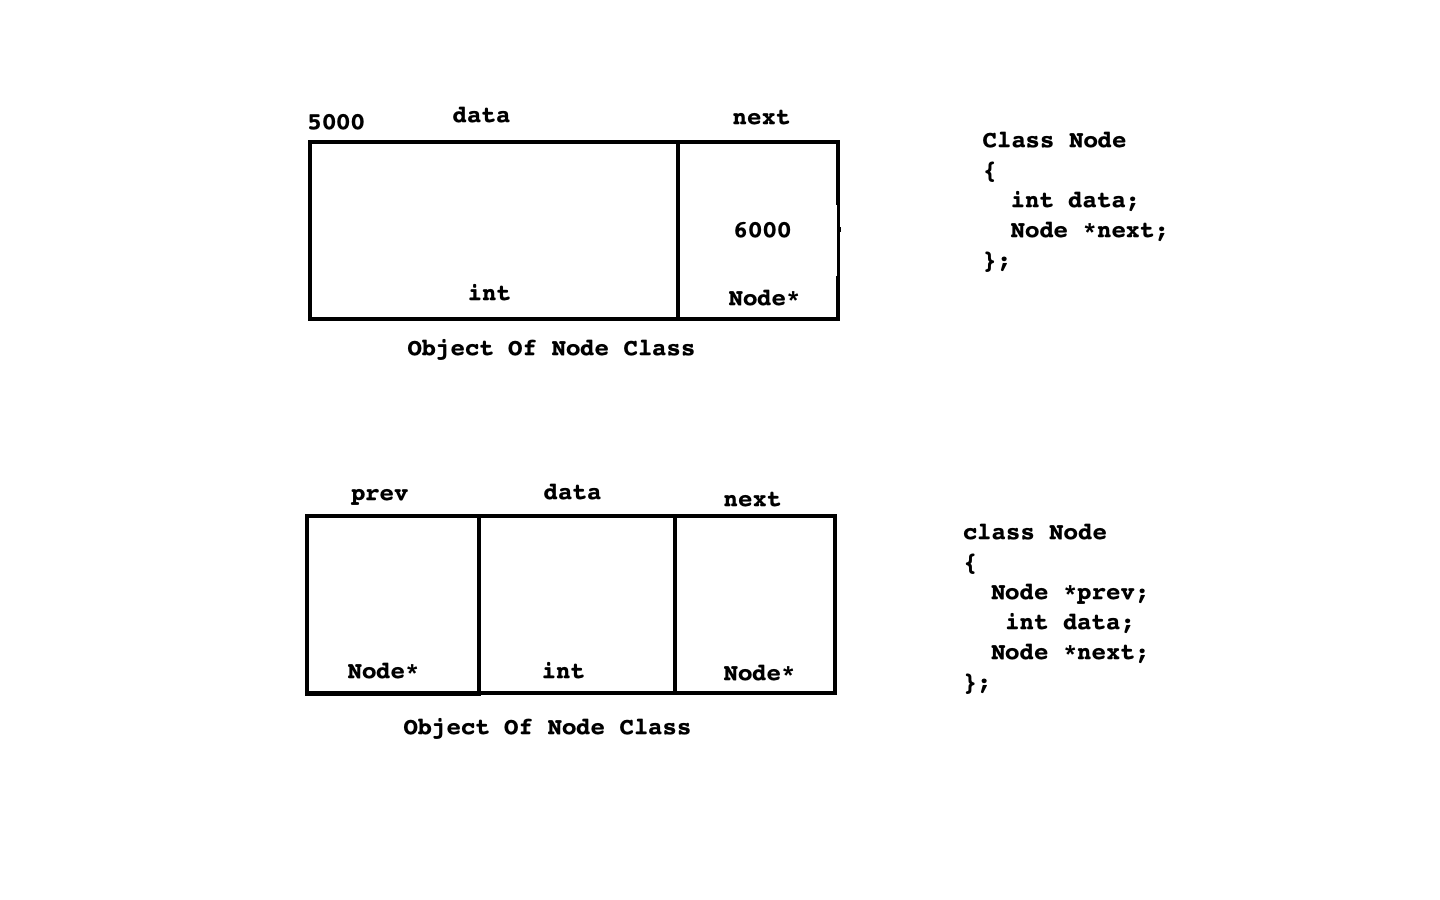 5000 data next
6000
int Node*
Object Of Node Class
Class Node
{
int data;
Node *next;
};
prev data next
Node* int Node*
Object Of Node Class
class Node
{
Node *prev;
int data;
Node *next;
};